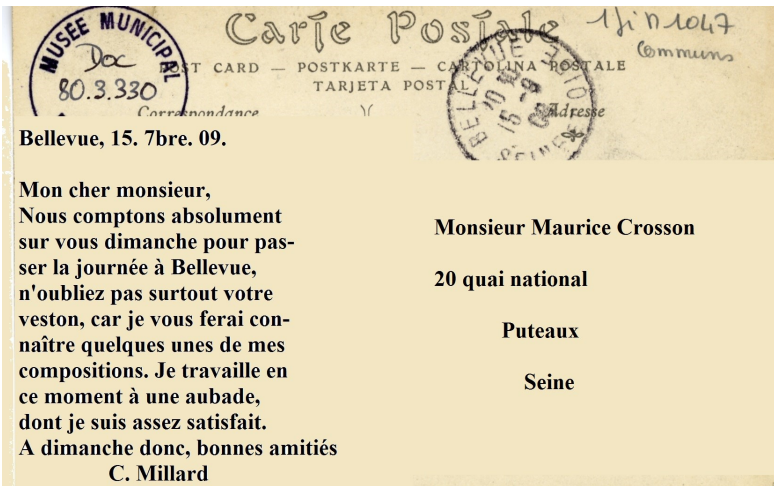 MUSÉE MUNICIPAL
Doc
80.3.330
Carte Postale
1 fi N 1047
Communs
POST CARD — POSTKARTE — CARTOLINA POSTALE
TARJETA POSTAL
Correspondance
Adresse
BELLEVUE
SEINE
Bellevue, 15. 7bre. 09.
Mon cher monsieur,
Nous comptons absolument
sur vous dimanche pour pas-
ser la journée à Bellevue,
n'oubliez pas surtout votre
veston, car je vous ferai con-
naître quelques unes de mes
compositions. Je travaille en
ce moment à une aubade,
dont je suis assez satisfait.
A dimanche donc, bonnes amitiés
C. Millard
Monsieur Maurice Crosson
20 quai national
Puteaux
Seine